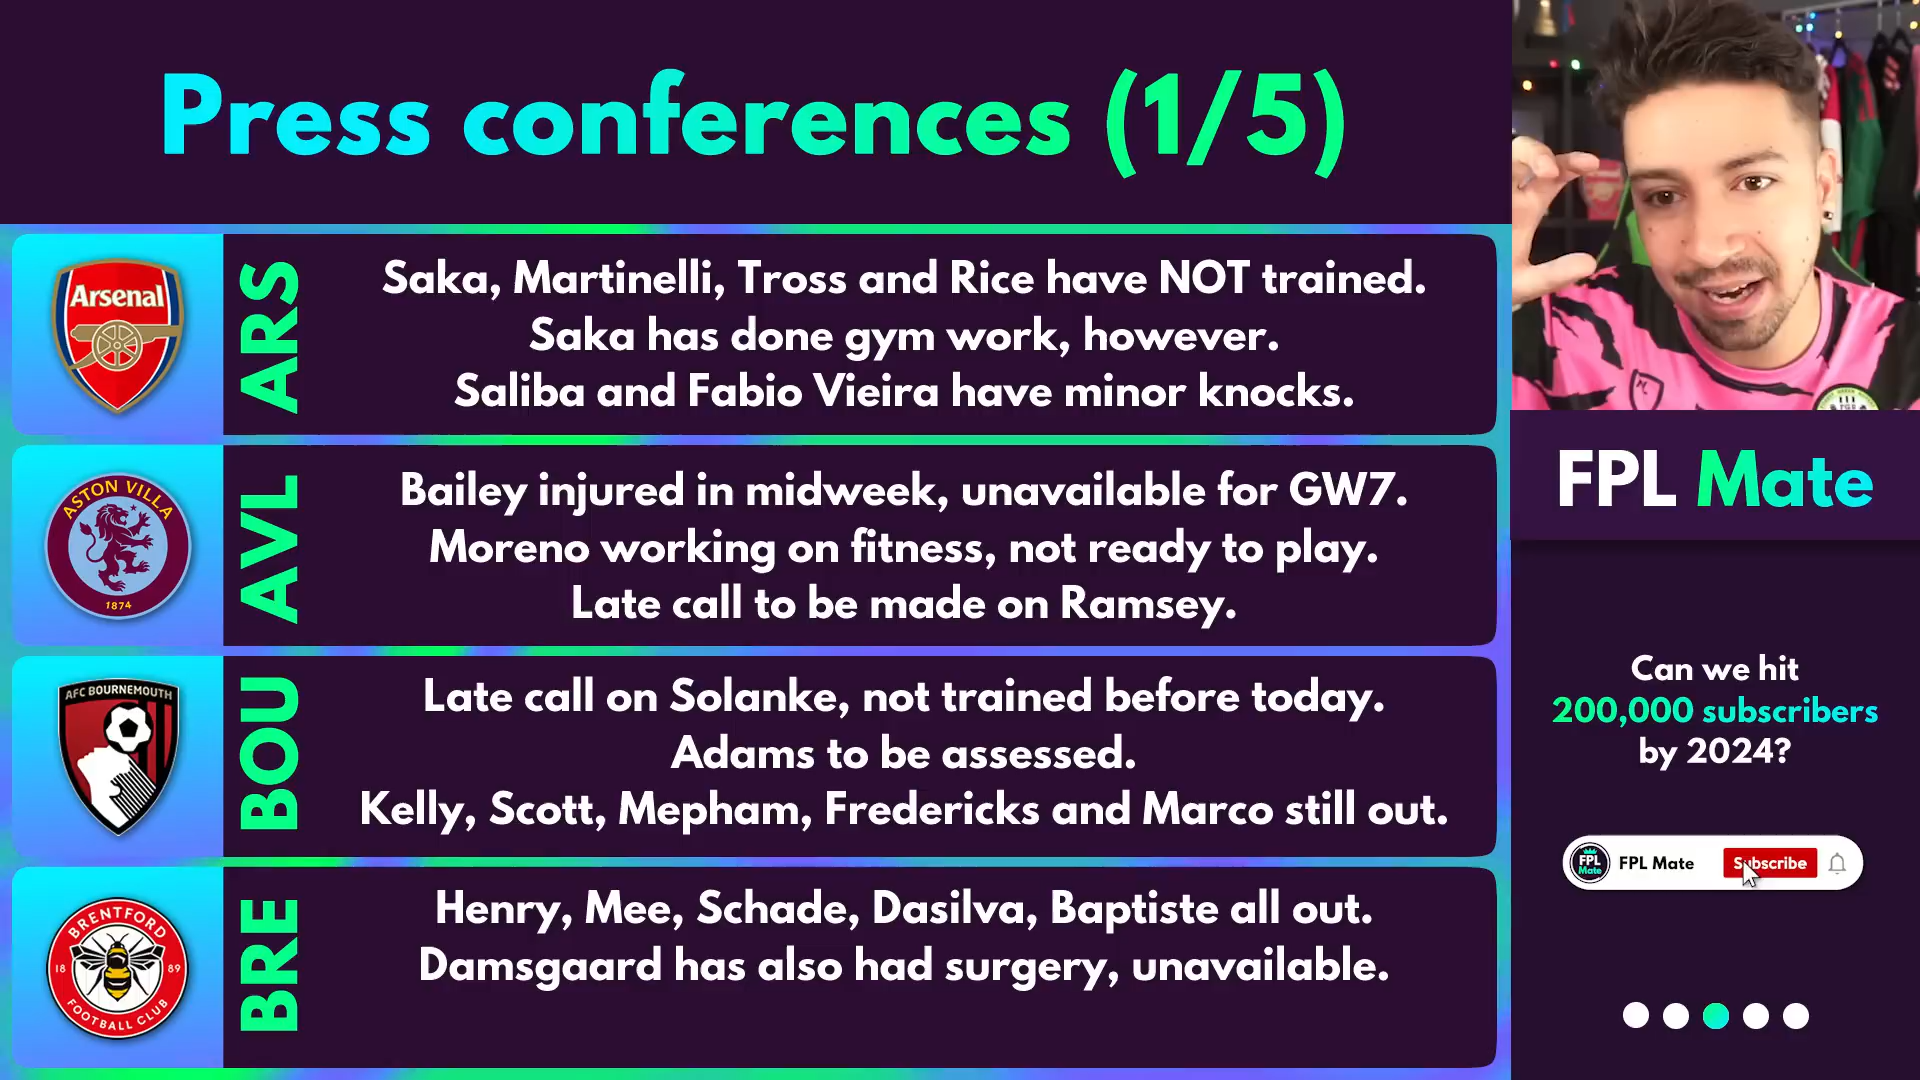 Press conferences (1/5)
Arsenal
ARS
Saka, Martinelli, Tross and Rice have NOT trained.
Saka has done gym work, however.
Saliba and Fabio Vieira have minor knocks.
ASTON VILLA
1874
AVL
Bailey injured in midweek, unavailable for GW7.
Moreno working on fitness, not ready to play.
Late call to be made on Ramsey.
AFC BOURNEMOUTH
BOU
Late call on Solanke, not trained before today.
Adams to be assessed.
Kelly, Scott, Mepham, Fredericks and Marco still out.
BRENTFORD
18 89
FOOTBALL CLUB
BRE
Henry, Mee, Schade, Dasilva, Baptiste all out.
Damsgaard has also had surgery, unavailable.
FPL Mate
Can we hit
200,000 subscribers
by 2024?
FPL
Mate
FPL Mate
Subscribe